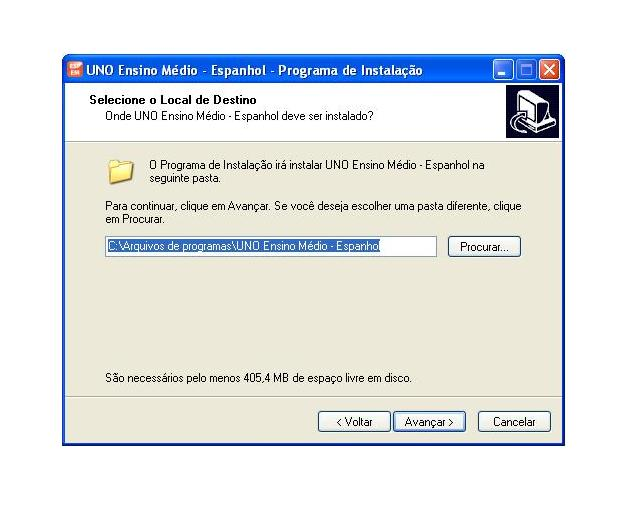 ESP
EM
UNO Ensino Médio - Espanhol - Programa de Instalação
Selecione o Local de Destino
Onde UNO Ensino Médio - Espanhol deve ser instalado?
O Programa de Instalação irá instalar UNO Ensino Médio - Espanhol na
seguinte pasta.
Para continuar, clique em Avançar. Se você deseja escolher uma pasta diferente, clique
em Procurar.
C:\Arquivos de programas\UNO Ensino Médio - Espanhol
Procurar...
São necessários pelo menos 405,4 MB de espaço livre em disco.
< Voltar
Avançar >
Cancelar